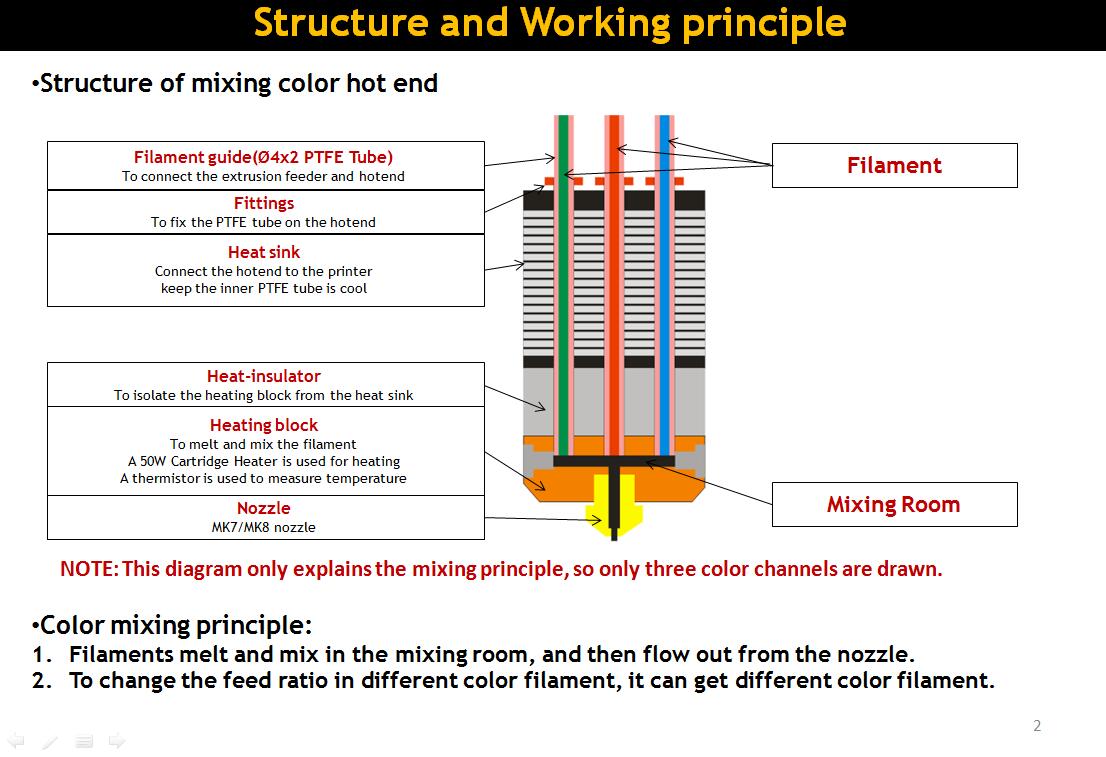 Structure and Working principle
•Structure of mixing color hot end
Filament guide(Ø4x2 PTFE Tube)
To connect the extrusion feeder and hotend
Fittings
To fix the PTFE tube on the hotend
Heat sink
Connect the hotend to the printer
keep the inner PTFE tube is cool
Filament
Heat-insulator
To isolate the heating block from the heat sink
Heating block
To melt and mix the filament
A 50W Cartridge Heater is used for heating
A thermistor is used to measure temperature
Nozzle
MK7/MK8 nozzle
Mixing Room
NOTE: This diagram only explains the mixing principle, so only three color channels are drawn.
•Color mixing principle:
1. Filaments melt and mix in the mixing room, and then flow out from the nozzle.
2. To change the feed ratio in different color filament, it can get different color filament.
2